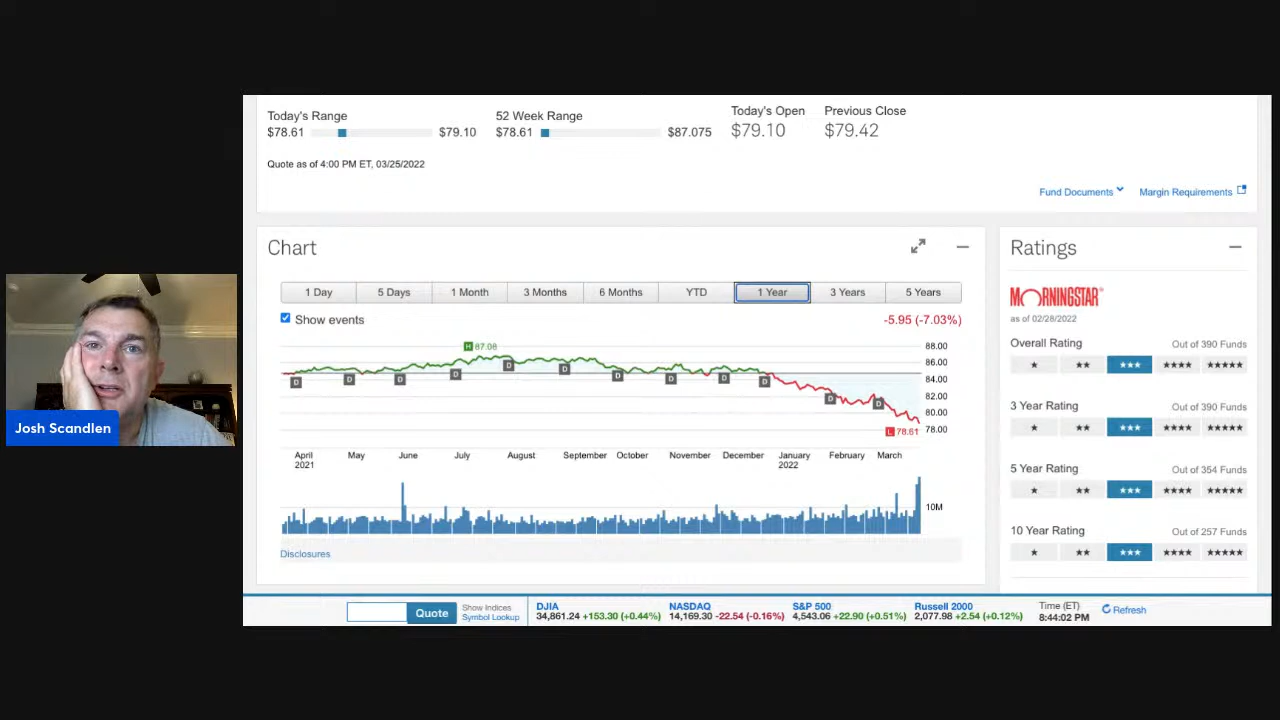 Today's Range
$78.61
$79.10
52 Week Range
$78.61
$87.075
Today's Open
$79.10
Previous Close
$79.42
Quote as of 4:00 PM ET, 03/25/2022
Fund Documents
Margin Requirements
Chart
1 Day
5 Days
1 Month
3 Months
6 Months
YTD
1 Year
3 Years
5 Years
Show events
-5.95 (-7.03%)
H 87.08
88.00
86.00
84.00
82.00
80.00
78.00
D
D
D
D
D
D
D
D
D
D
D
D
L 78.61
April
2021
May
June
July
August
September
October
November
December
January
2022
February
March
10M
Disclosures
Ratings
MORNINGSTAR®
as of 02/28/2022
Overall Rating
Out of 390 Funds
★ ★★ ★★★ ★★★★ ★★★★★
3 Year Rating
Out of 390 Funds
★ ★★ ★★★ ★★★★ ★★★★★
5 Year Rating
Out of 354 Funds
★ ★★ ★★★ ★★★★ ★★★★★
10 Year Rating
Out of 257 Funds
★ ★★ ★★★ ★★★★ ★★★★★
Josh Scandlen
Quote
Show Indices
Symbol Lookup
DJIA
34,861.24 +153.30 (+0.44%)
NASDAQ
14,169.30 -22.54 (-0.16%)
S&P 500
4,543.06 +22.90 (+0.51%)
Russell 2000
2,077.98 +2.54 (+0.12%)
Time (ET)
8:44:02 PM
Refresh